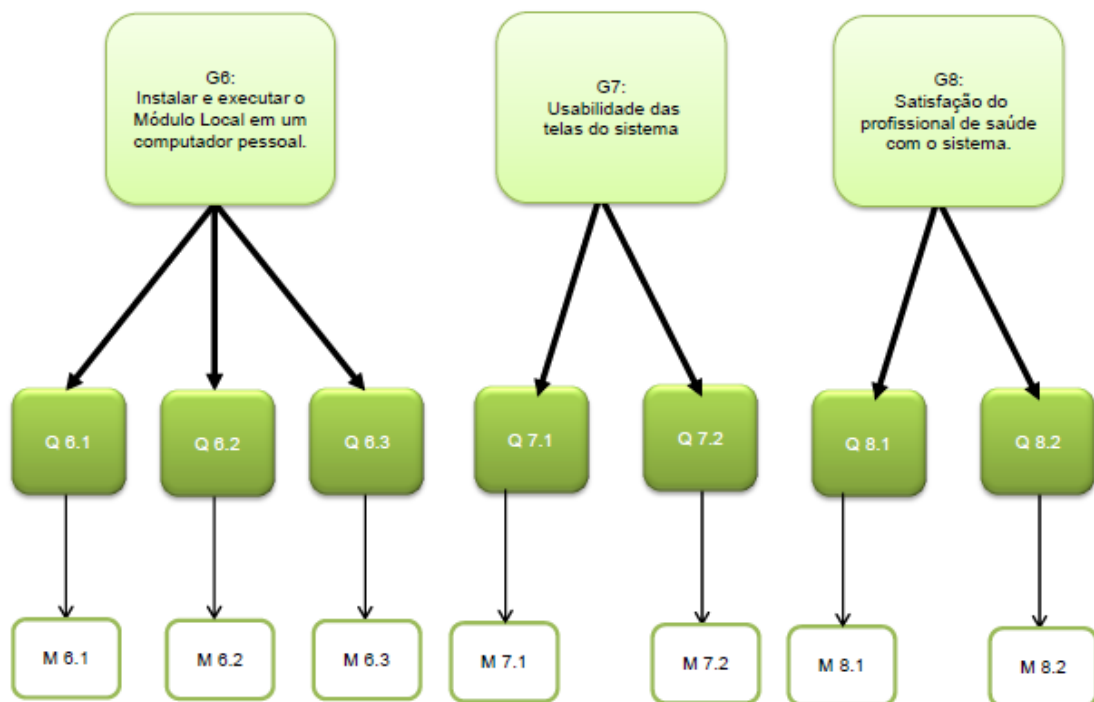 G6:
Instalar e executar o
Módulo Local em um
computador pessoal.
G7:
Usabilidade das
telas do sistema
G8:
Satisfação do
profissional de saúde
com o sistema.
Q 6.1
Q 6.2
Q 6.3
Q 7.1
Q 7.2
Q 8.1
Q 8.2
M 6.1
M 6.2
M 6.3
M 7.1
M 7.2
M 8.1
M 8.2